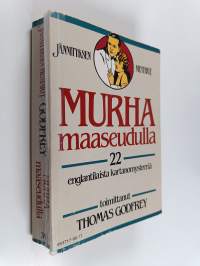 JÄNNITYKSEN
MESTARIT
MURHA
maaseudulla
22
englantilaista kartanomysteeriä
toimittanut
THOMAS GODFREY
GODFREY
MURHA
maaseudulla